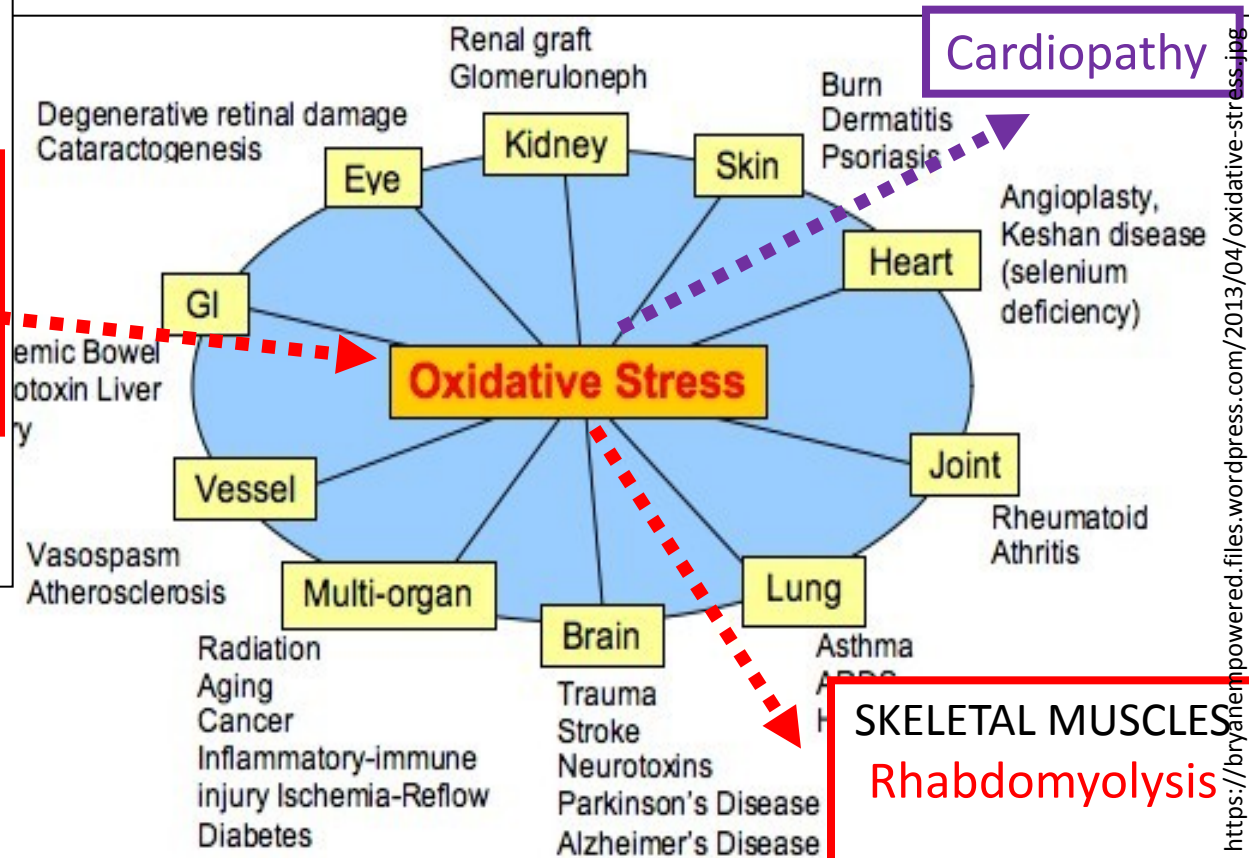 Renal graft
Glomeruloneph
Cardiopathy
Degenerative retinal damage
Cataractogenesis
Burn
Dermatitis
Psoriasis
Kidney
Skin
Eye
Angioplasty,
Keshan disease
(selenium
deficiency)
Heart
GI
emic Bowel
otoxin Liver
ry
Oxidative Stress
Vessel
Joint
Rheumatoid
Athritis
Vasospasm
Atherosclerosis
Multi-organ
Brain
Lung
Radiation
Aging
Cancer
Inflammatory-immune
injury Ischemia-Reflow
Diabetes
Trauma
Stroke
Neurotoxins
Parkinson's Disease
Alzheimer's Disease
Asthma
SKELETAL MUSCLES
Rhabdomyolysis
https://bryanempowered.files.wordpress.com/2013/04/oxidative-stress.jpg